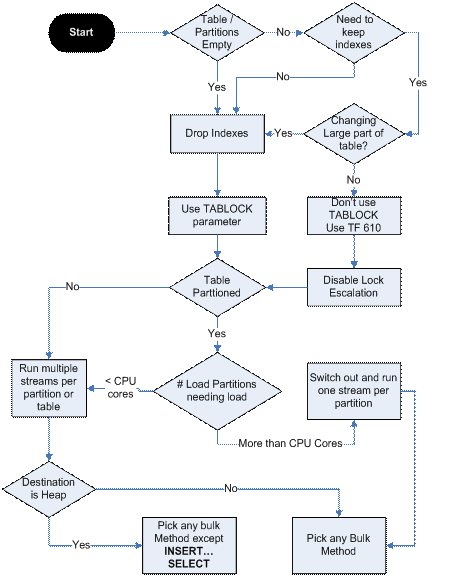 Start
Table /
Partitions
Empty
No
Need to
keep
indexes
No
Yes
Yes
Drop Indexes
Yes
Changing
Large part of
table?
No
Use TABLOCK
parameter
Don't use
TABLOCK
Use TF 610
Table
Parttioned
Disable Lock
Escalation
No
Yes
Run multiple
streams per
partition or
table
< CPU
cores
# Load Partitions
needing load
Switch out and run
one stream per
partition
More than CPU Cores
Destination
is Heap
No
Yes
Pick any bulk
Method except
INSERT...
SELECT
Pick any Bulk
Method